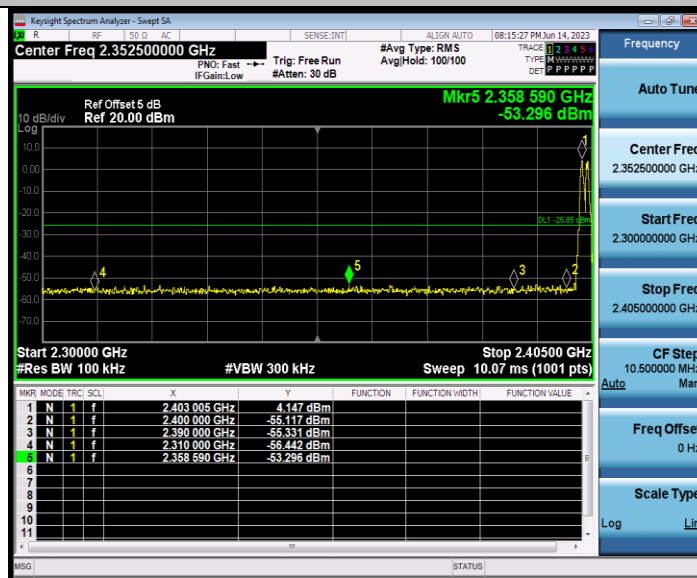 Keysight Spectrum Analyzer - Swept SA
LXI R RF 50 Ω AC SENSE:INT ALIGN AUTO 08:15:27 PM Jun 14, 2023
Center Freq 2.352500000 GHz
PNO: Fast
IFGain:Low
Trig: Free Run
#Atten: 30 dB
#Avg Type: RMS
Avg|Hold: 100/100
TRACE 1 2 3 4 5 6
TYPE M
DET P P P P P P
Frequency
Auto Tune
Center Freq
2.352500000 GHz
Start Freq
2.300000000 GHz
Stop Freq
2.405000000 GHz
CF Step
10.500000 MHz
Auto Man
Freq Offset
0 Hz
Scale Type
Log Lin
Ref Offset 5 dB
10 dB/div Ref 20.00 dBm
Log
Mkr5 2.358 590 GHz
-53.296 dBm
10.0
0.00
-10.0
-20.0
-30.0
-40.0
-50.0
-60.0
-70.0
DL1 -25.85 dBm
1
4
5
3
2
Start 2.30000 GHz Stop 2.40500 GHz
#Res BW 100 kHz #VBW 300 kHz Sweep 10.07 ms (1001 pts)
MKR MODE TRC SCL X Y FUNCTION FUNCTION WIDTH FUNCTION VALUE
1 N 1 f 2.403 005 GHz 4.147 dBm
2 N 1 f 2.400 000 GHz -55.117 dBm
3 N 1 f 2.390 000 GHz -55.331 dBm
4 N 1 f 2.310 000 GHz -56.442 dBm
5 N 1 f 2.358 590 GHz -53.296 dBm
6
7
8
9
10
11
MSG STATUS